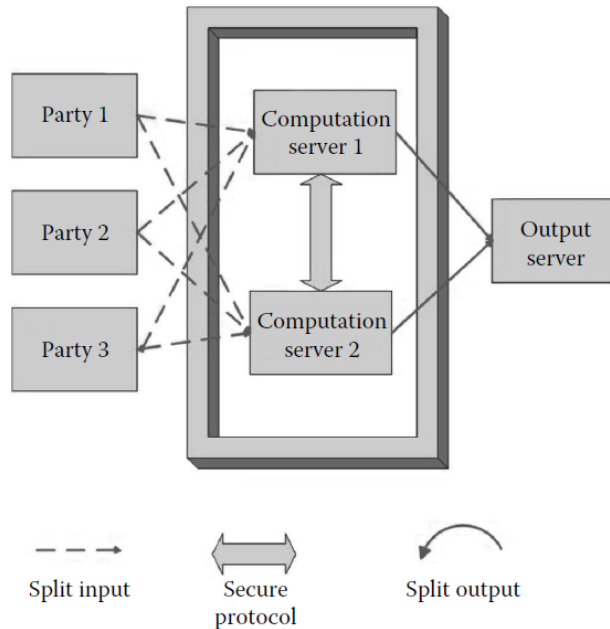 Party 1
Party 2
Party 3
Computation
server 1
Computation
server 2
Output
server
Split input
Secure
protocol
Split output